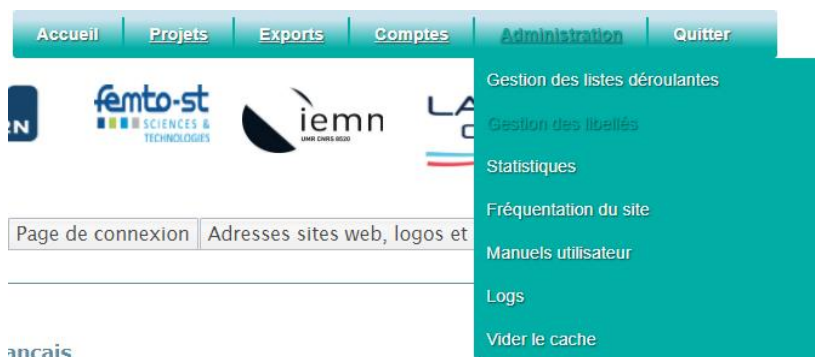 Accueil Projets Exports Comptes Administration Quitter
Gestion des listes déroulantes
Gestion des libellés
Statistiques
Fréquentation du site
Manuels utilisateur
Logs
Vider le cache
femto-st
SCIENCES &
TECHNOLOGIES
iemn
UMR CNRS 8520
LA
Page de connexion Adresses sites web, logos et
ançais